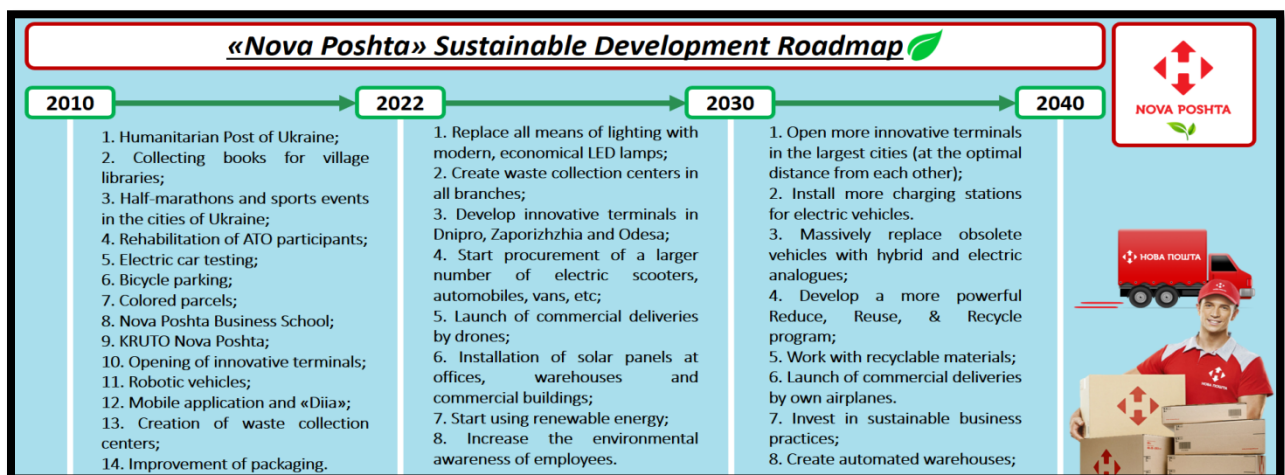 «Nova Poshta» Sustainable Development Roadmap
NOVA POSHTA
2010
2022
2030
2040
1. Humanitarian Post of Ukraine;
2. Collecting books for village
libraries;
3. Half-marathons and sports events
in the cities of Ukraine;
4. Rehabilitation of ATO participants;
5. Electric car testing;
6. Bicycle parking;
7. Colored parcels;
8. Nova Poshta Business School;
9. KRUTO Nova Poshta;
10. Opening of innovative terminals;
11. Robotic vehicles;
12. Mobile application and «Diia»;
13. Creation of waste collection
centers;
14. Improvement of packaging.
1. Replace all means of lighting with
modern, economical LED lamps;
2. Create waste collection centers in
all branches;
3. Develop innovative terminals in
Dnipro, Zaporizhzhia and Odesa;
4. Start procurement of a larger
number of electric scooters,
automobiles, vans, etc;
5. Launch of commercial deliveries
by drones;
6. Installation of solar panels at
offices, warehouses and
commercial buildings;
7. Start using renewable energy;
8. Increase the environmental
awareness of employees.
1. Open more innovative terminals
in the largest cities (at the optimal
distance from each other);
2. Install more charging stations
for electric vehicles.
3. Massively replace obsolete
vehicles with hybrid and electric
analogues;
4. Develop a more powerful
Reduce, Reuse, & Recycle
program;
5. Work with recyclable materials;
6. Launch of commercial deliveries
by own airplanes.
7. Invest in sustainable business
practices;
8. Create automated warehouses;
НОВА ПОШТА